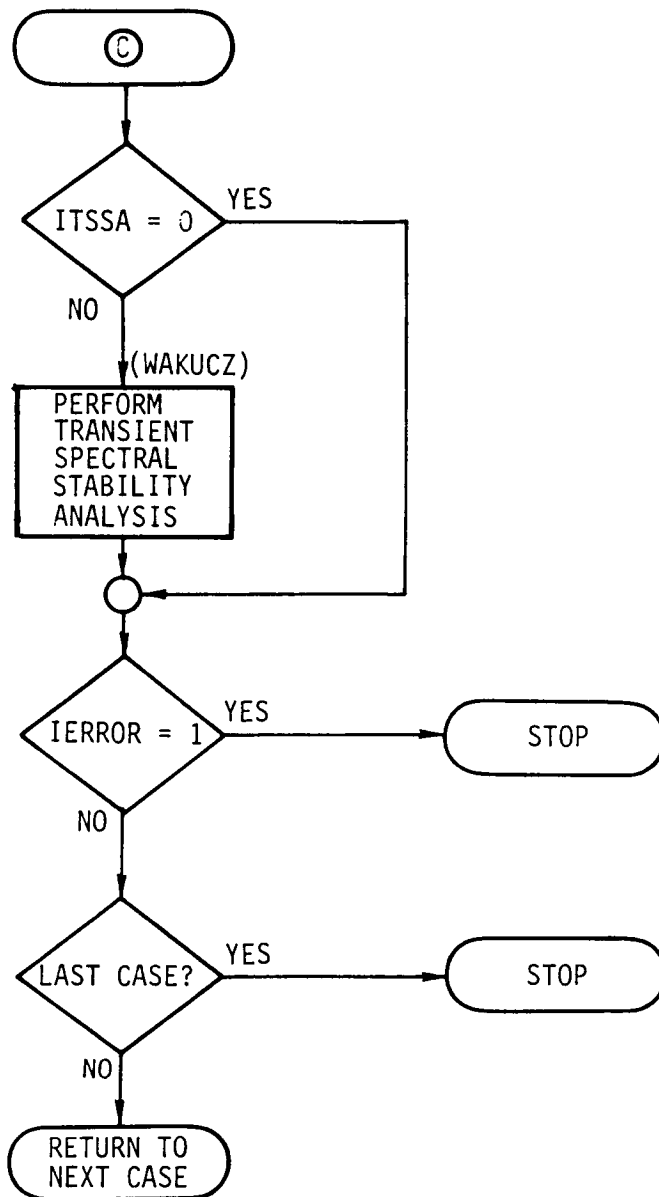 C
ITSSA = 0
YES
NO
(WAKUCZ)
PERFORM
TRANSIENT
SPECTRAL
STABILITY
ANALYSIS
IERROR = 1
YES
STOP
NO
LAST CASE?
YES
STOP
NO
RETURN TO
NEXT CASE